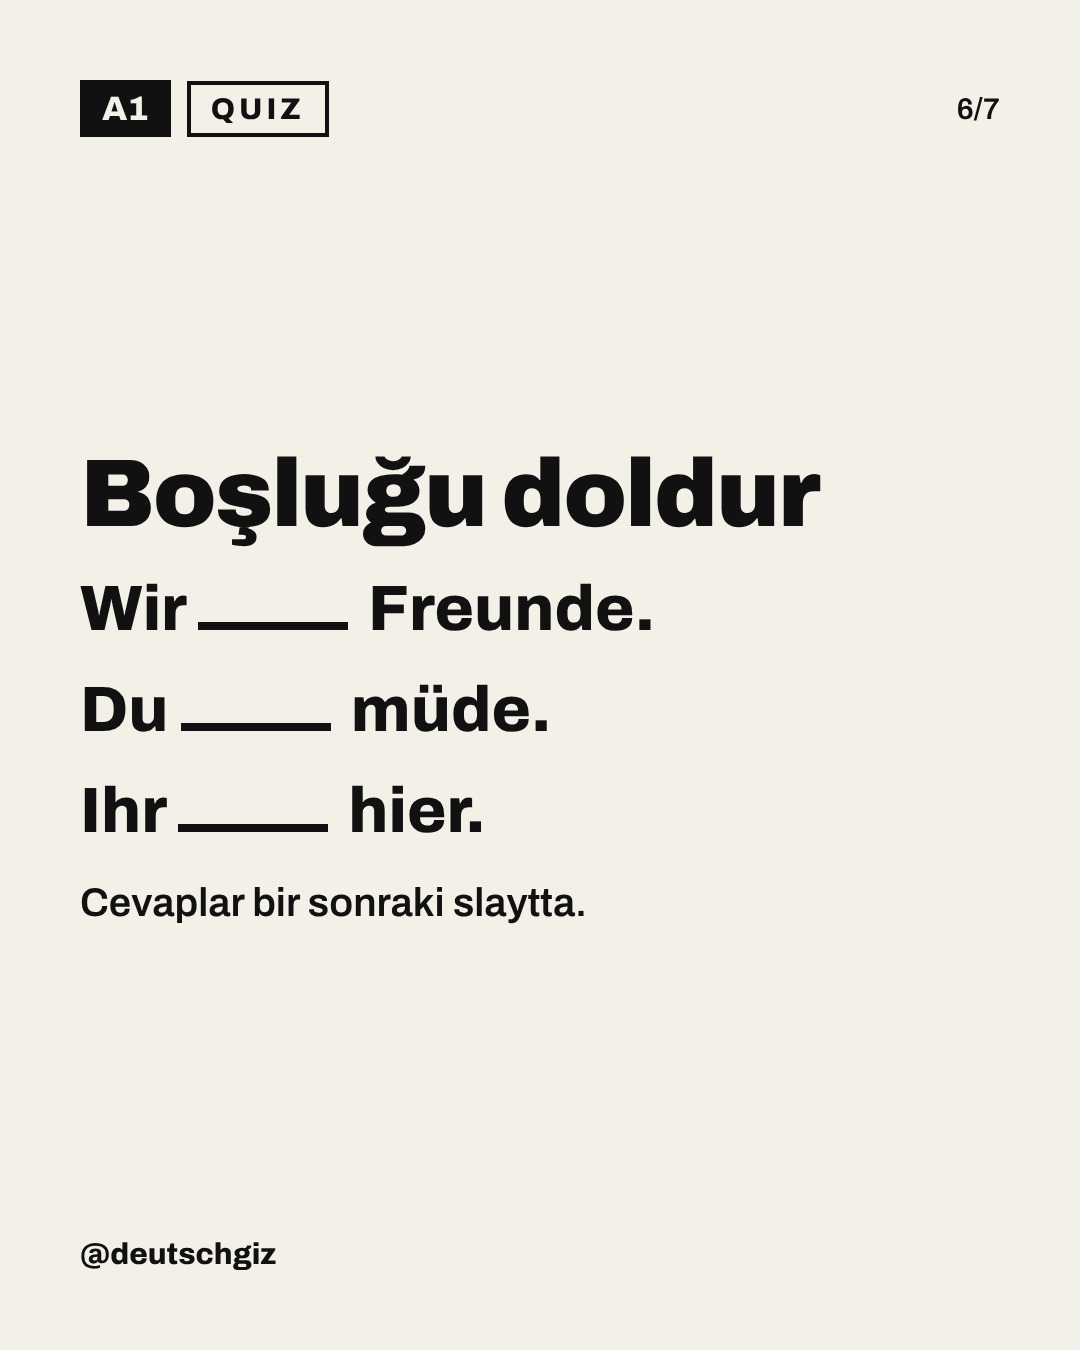 A1 QUIZ 6/7
Boşluğu doldur
Wir ____ Freunde.
Du ____ müde.
Ihr ____ hier.
Cevaplar bir sonraki slaytta.
@deutschgiz